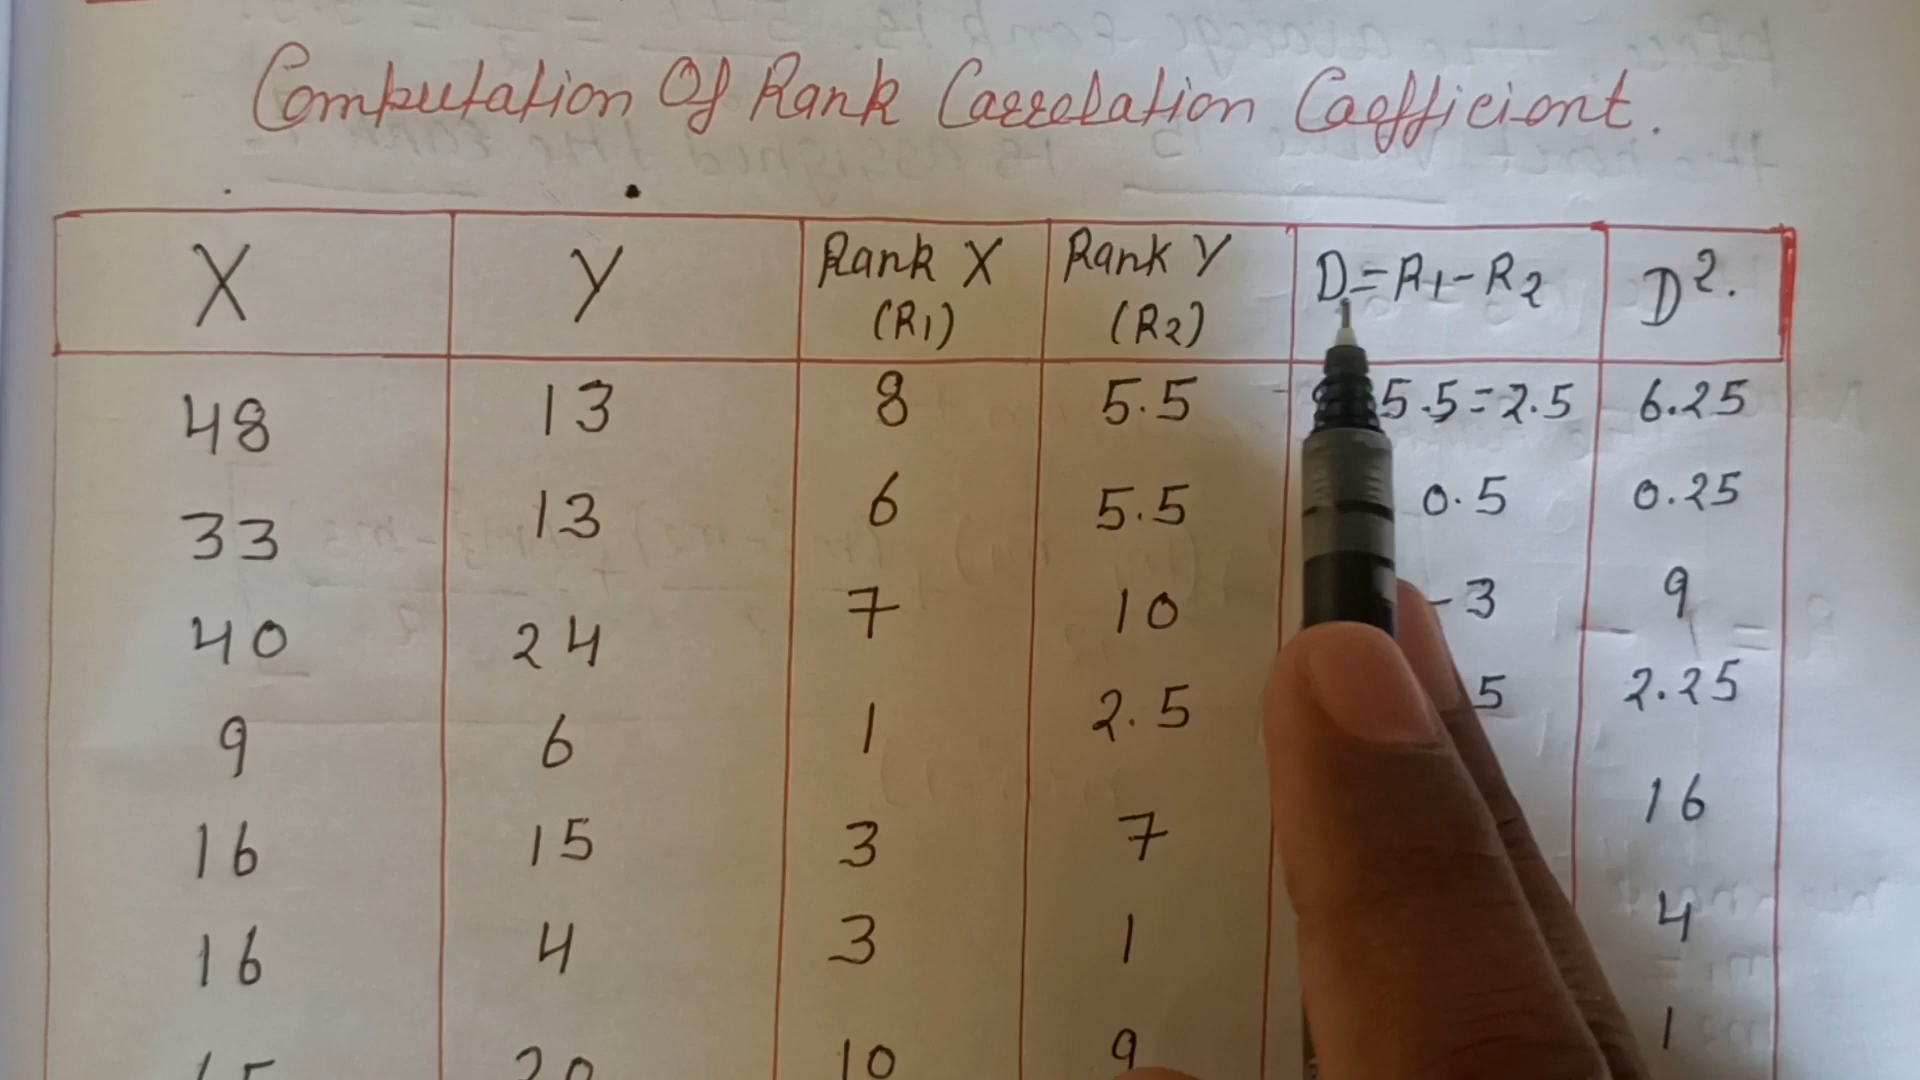 Computation Of Rank Correlation Coefficient.
X Y Rank X (R1) Rank Y (R2) D=R1-R2 D².
48 13 8 5.5 5.5=2.5 6.25
33 13 6 5.5 0.5 0.25
40 24 7 10 -3 9
9 6 1 2.5 5 2.25
16 15 3 7 16
16 4 3 1 4
20 10 9 1